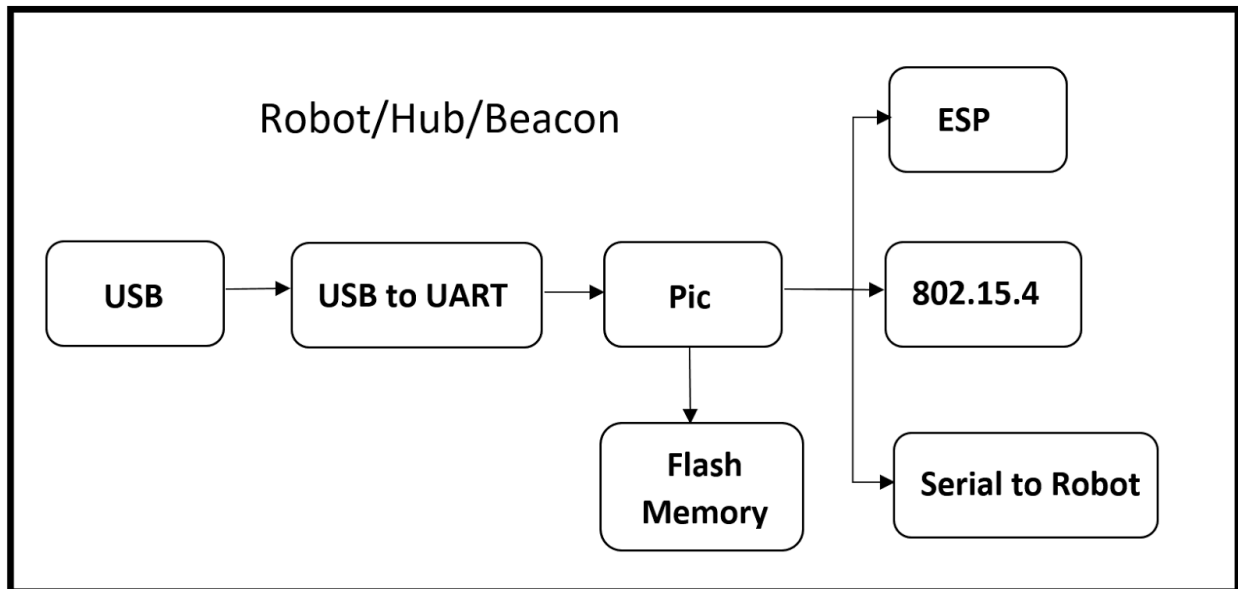 Robot/Hub/Beacon
ESP
USB
USB to UART
Pic
802.15.4
Flash
Memory
Serial to Robot